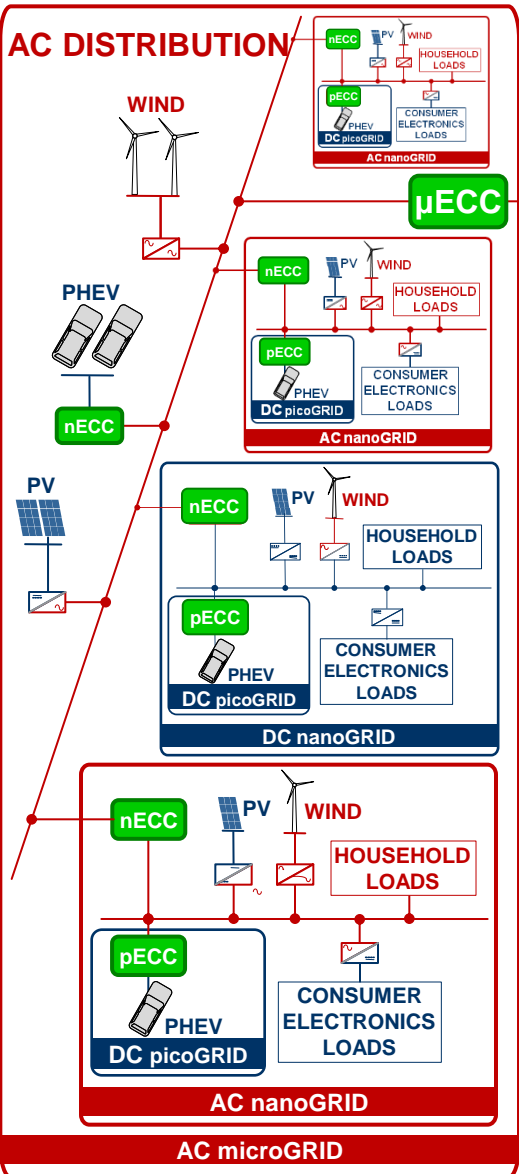 AC DISTRIBUTION
nECC
PV
WIND
HOUSEHOLD
LOADS
pECC
PHEV
DC picoGRID
CONSUMER
ELECTRONICS
LOADS
AC nanoGRID
WIND
µECC
nECC
PV
WIND
HOUSEHOLD
LOADS
pECC
PHEV
DC picoGRID
CONSUMER
ELECTRONICS
LOADS
AC nanoGRID
PHEV
nECC
PV
nECC
PV
WIND
HOUSEHOLD
LOADS
pECC
PHEV
DC picoGRID
CONSUMER
ELECTRONICS
LOADS
DC nanoGRID
nECC
PV
WIND
HOUSEHOLD
LOADS
pECC
PHEV
DC picoGRID
CONSUMER
ELECTRONICS
LOADS
AC nanoGRID
AC microGRID